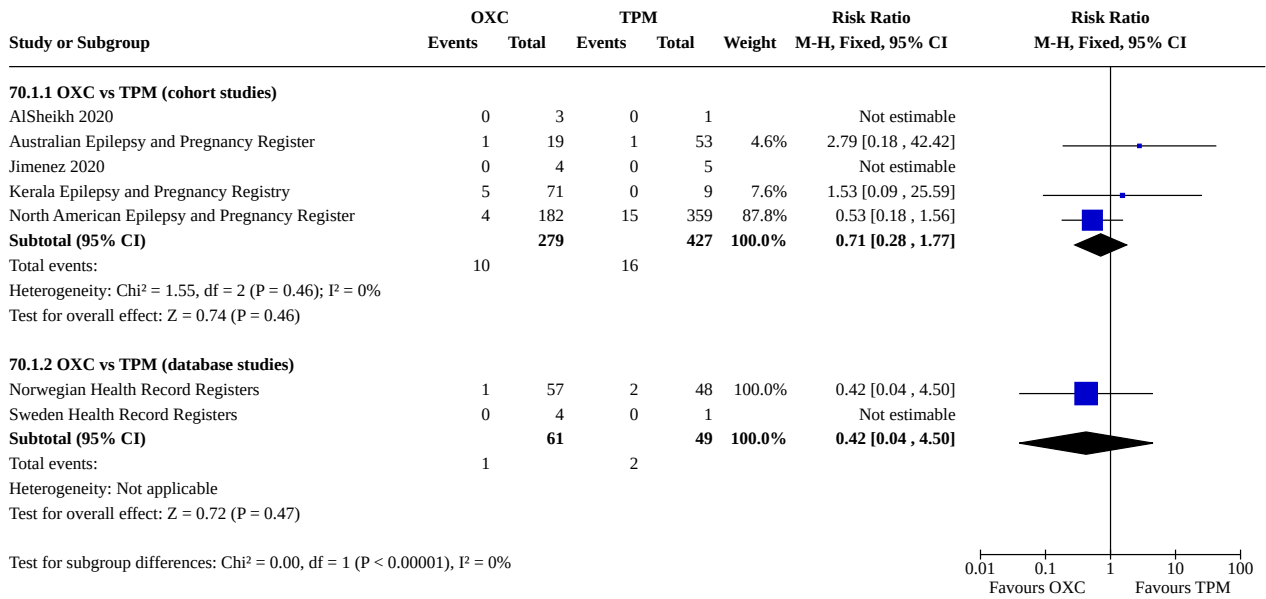 OXC TPM Risk Ratio Risk Ratio
Study or Subgroup Events Total Events Total Weight M-H, Fixed, 95% CI M-H, Fixed, 95% CI
70.1.1 OXC vs TPM (cohort studies)
AlSheikh 2020 0 3 0 1 Not estimable
Australian Epilepsy and Pregnancy Register 1 19 1 53 4.6% 2.79 [0.18 , 42.42]
Jimenez 2020 0 4 0 5 Not estimable
Kerala Epilepsy and Pregnancy Registry 5 71 0 9 7.6% 1.53 [0.09 , 25.59]
North American Epilepsy and Pregnancy Register 4 182 15 359 87.8% 0.53 [0.18 , 1.56]
Subtotal (95% CI) 279 427 100.0% 0.71 [0.28 , 1.77]
Total events: 10 16
Heterogeneity: Chi² = 1.55, df = 2 (P = 0.46); I² = 0%
Test for overall effect: Z = 0.74 (P = 0.46)
70.1.2 OXC vs TPM (database studies)
Norwegian Health Record Registers 1 57 2 48 100.0% 0.42 [0.04 , 4.50]
Sweden Health Record Registers 0 4 0 1 Not estimable
Subtotal (95% CI) 61 49 100.0% 0.42 [0.04 , 4.50]
Total events: 1 2
Heterogeneity: Not applicable
Test for overall effect: Z = 0.72 (P = 0.47)
Test for subgroup differences: Chi² = 0.00, df = 1 (P < 0.00001), I² = 0%
0.01 0.1 1 10 100
Favours OXC Favours TPM